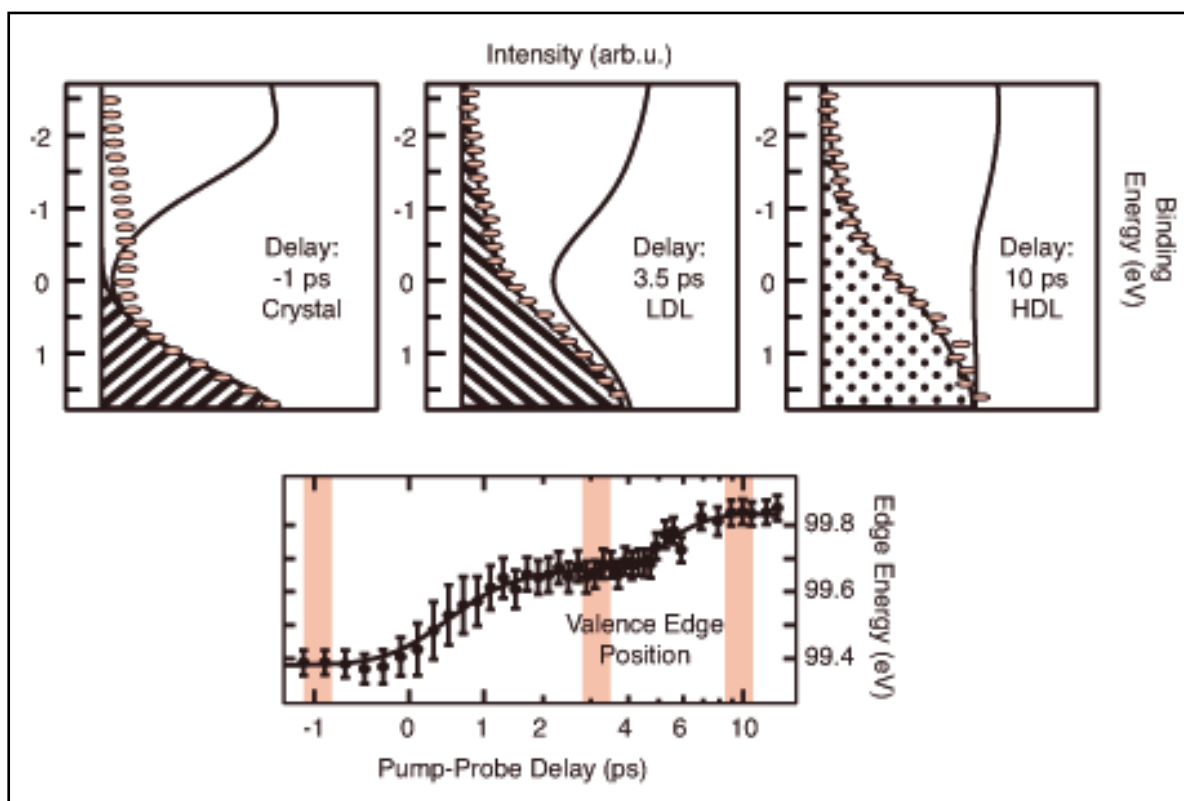 Intensity (arb.u.)
-2
-1
0
1
Delay:
-1 ps
Crystal
-2
-1
0
1
Delay:
3.5 ps
LDL
-2
-1
0
1
Delay:
10 ps
HDL
Binding
Energy (eV)
99.8
99.6
99.4
Edge Energy (eV)
Valence Edge
Position
-1 0 1 2 4 6 10
Pump-Probe Delay (ps)